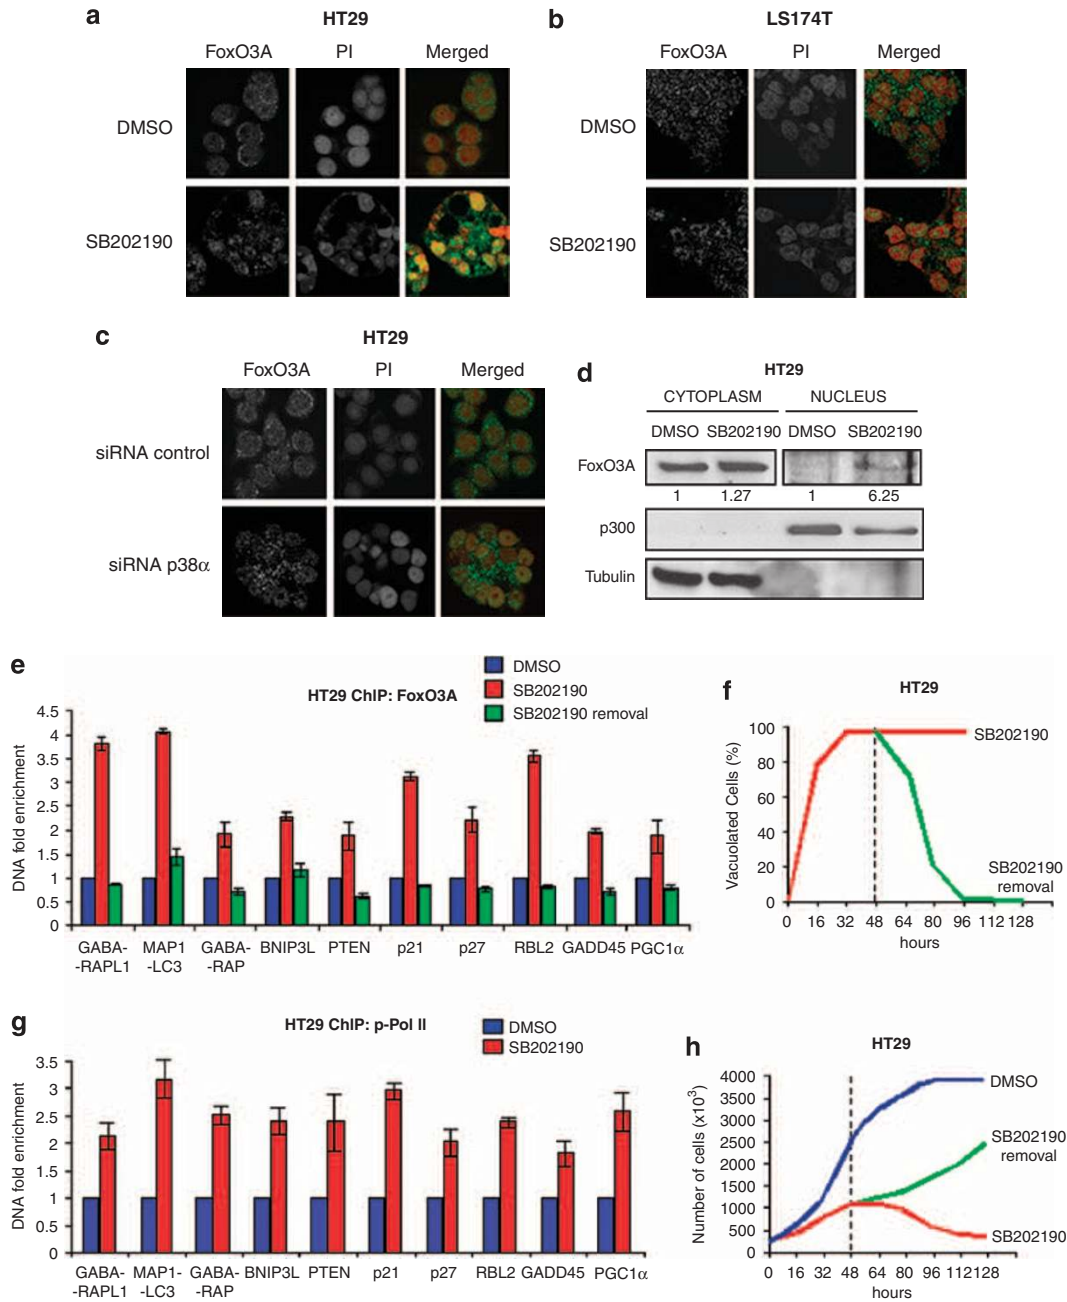 a
HT29
FoxO3A PI Merged
DMSO
SB202190
b
LS174T
FoxO3A PI Merged
DMSO
SB202190
c
HT29
FoxO3A PI Merged
siRNA control
siRNA p38α
d
HT29
CYTOPLASM NUCLEUS
DMSO SB202190 DMSO SB202190
FoxO3A
1 1.27 1 6.25
p300
Tubulin
e
HT29 ChIP: FoxO3A
DMSO
SB202190
SB202190 removal
DNA fold enrichment
4.5
4
3.5
3
2.5
2
1.5
1
0.5
0
GABA-
-RAPL1
MAP1
-LC3
GABA-
-RAP
BNIP3L
PTEN
p21
p27
RBL2
GADD45
PGC1α
f
HT29
Vacuolated Cells (%)
100
80
60
40
20
0
SB202190
SB202190
removal
0 16 32 48 64 80 96 112 128
hours
g
HT29 ChIP: p-Pol II
DMSO
SB202190
DNA fold enrichment
3.5
3
2.5
2
1.5
1
0.5
0
GABA-
-RAPL1
MAP1-
-LC3
GABA-
-RAP
BNIP3L
PTEN
p21
p27
RBL2
GADD45
PGC1α
h
HT29
Number of cells (x10³)
4000
3500
3000
2500
2000
1500
1000
500
0
DMSO
SB202190
removal
SB202190
0 16 32 48 64 80 96 112 128
hours